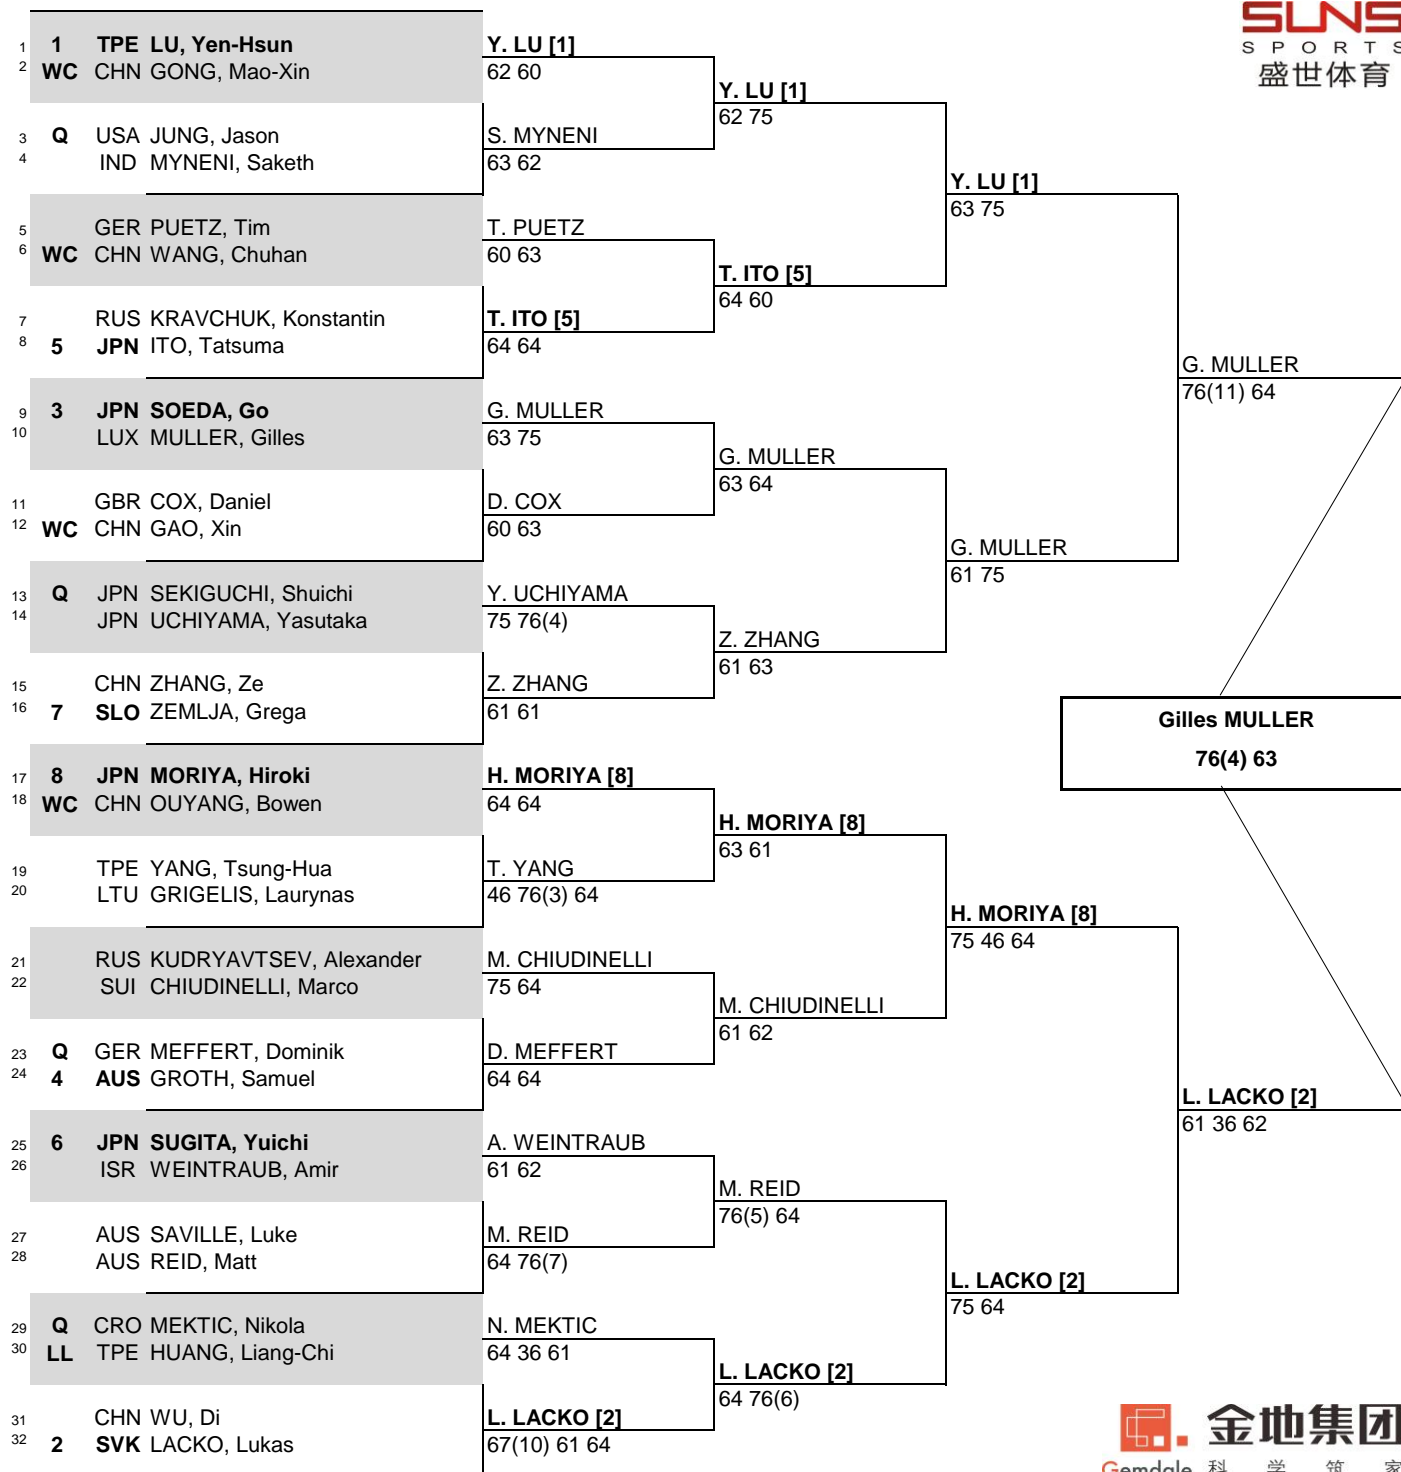 SUNS
SPORTS
盛世体育
1 1 TPE LU, Yen-Hsun
2 WC CHN GONG, Mao-Xin
3 Q USA JUNG, Jason
4 IND MYNENI, Saketh
5 GER PUETZ, Tim
6 WC CHN WANG, Chuhan
7 RUS KRAVCHUK, Konstantin
8 5 JPN ITO, Tatsuma
9 3 JPN SOEDA, Go
10 LUX MULLER, Gilles
11 GBR COX, Daniel
12 WC CHN GAO, Xin
13 Q JPN SEKIGUCHI, Shuichi
14 JPN UCHIYAMA, Yasutaka
15 CHN ZHANG, Ze
16 7 SLO ZEMLJA, Grega
17 8 JPN MORIYA, Hiroki
18 WC CHN OUYANG, Bowen
19 TPE YANG, Tsung-Hua
20 LTU GRIGELIS, Laurynas
21 RUS KUDRYAVTSEV, Alexander
22 SUI CHIUDINELLI, Marco
23 Q GER MEFFERT, Dominik
24 4 AUS GROTH, Samuel
25 6 JPN SUGITA, Yuichi
26 ISR WEINTRAUB, Amir
27 AUS SAVILLE, Luke
28 AUS REID, Matt
29 Q CRO MEKTIC, Nikola
30 LL TPE HUANG, Liang-Chi
31 CHN WU, Di
32 2 SVK LACKO, Lukas
Y. LU [1]
62 60
S. MYNENI
63 62
T. PUETZ
60 63
T. ITO [5]
64 64
G. MULLER
63 75
D. COX
60 63
Y. UCHIYAMA
75 76(4)
Z. ZHANG
61 61
H. MORIYA [8]
64 64
T. YANG
46 76(3) 64
M. CHIUDINELLI
75 64
D. MEFFERT
64 64
A. WEINTRAUB
61 62
M. REID
64 76(7)
N. MEKTIC
64 36 61
L. LACKO [2]
67(10) 61 64
Y. LU [1]
62 75
T. ITO [5]
64 60
G. MULLER
63 64
Z. ZHANG
61 63
H. MORIYA [8]
63 61
M. CHIUDINELLI
61 62
M. REID
76(5) 64
L. LACKO [2]
64 76(6)
Y. LU [1]
63 75
G. MULLER
61 75
H. MORIYA [8]
75 46 64
L. LACKO [2]
75 64
G. MULLER
76(11) 64
L. LACKO [2]
61 36 62
Gilles MULLER
76(4) 63
金地集团
Gemdale 科 学 筑 家